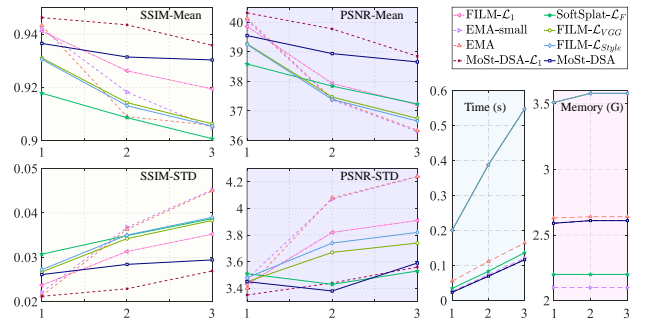 SSIM-Mean
0.94
0.92
0.9
1 2 3
PSNR-Mean
40
39
38
37
36
1 2 3
FILM-ℒ₁
EMA-small
EMA
MoSt-DSA-ℒ₁
SoftSplat-ℒ_F
FILM-ℒ_VGG
FILM-ℒ_Style
MoSt-DSA
SSIM-STD
0.05
0.04
0.03
0.02
1 2 3
PSNR-STD
4.2
4
3.8
3.6
3.4
1 2 3
Time (s)
0.6
0.5
0.4
0.3
0.2
0.1
0
1 2 3
Memory (G)
3.5
3
2.5
2
1 2 3